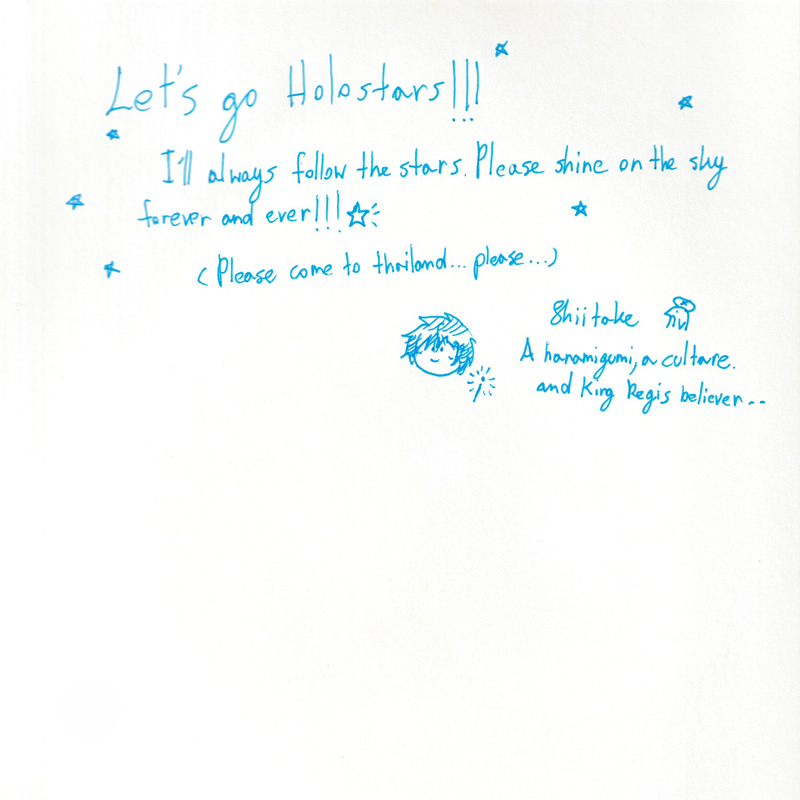 Let's go Holostars!!!
I'll always follow the stars. Please shine on the sky
forever and ever!!!
(Please come to thailand... please...)
Shiitake
A hanamigumi, a culture.
and King Regis believer..